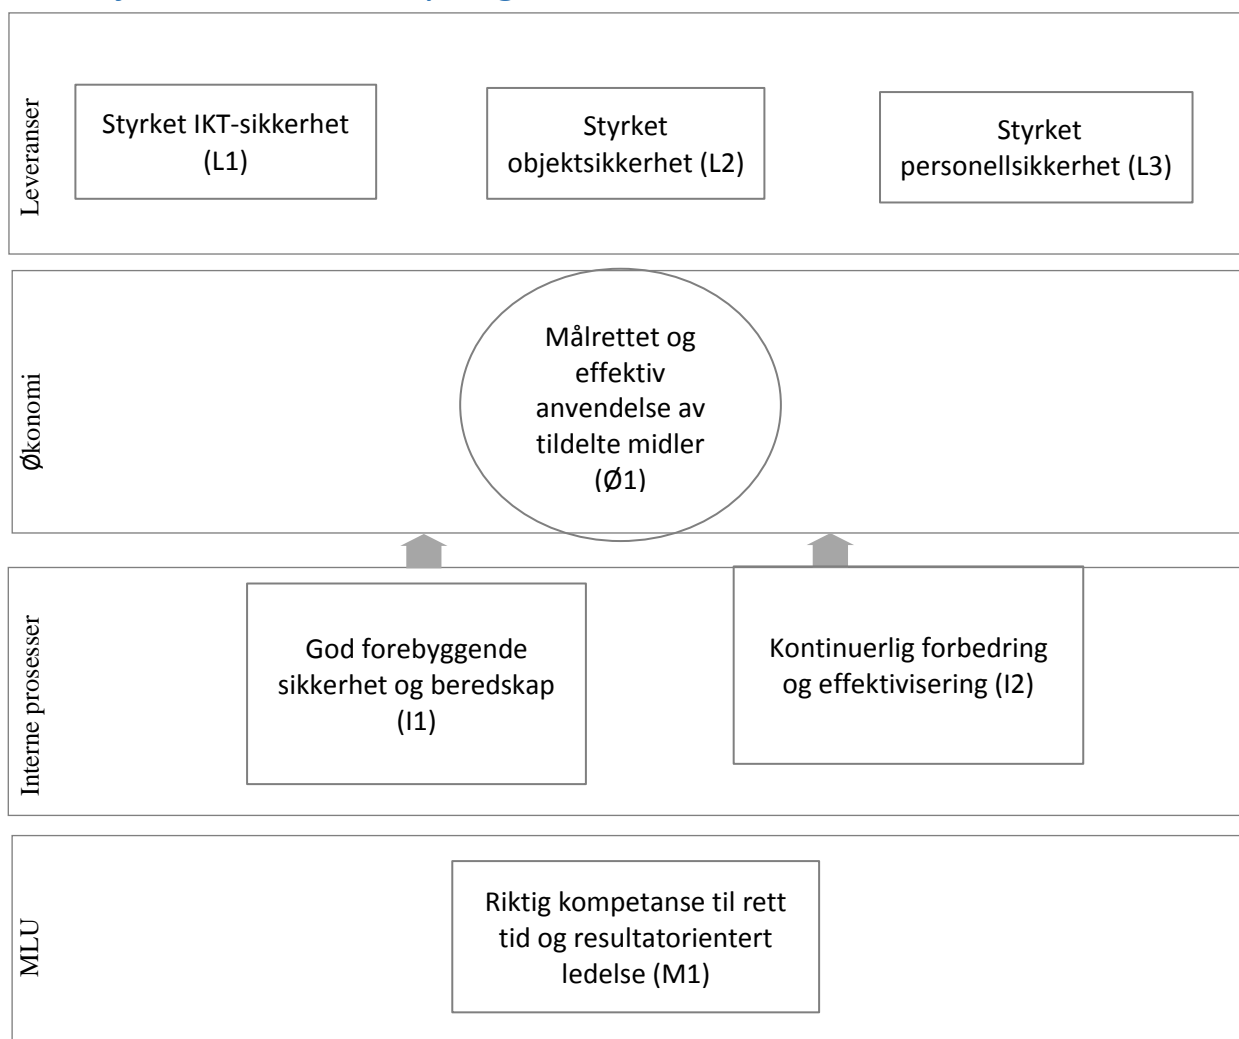 Leveranser
Styrket IKT-sikkerhet
(L1)
Styrket
objektsikkerhet (L2)
Styrket
personellsikkerhet (L3)
Økonomi
Målrettet og
effektiv
anvendelse av
tildelte midler
(Ø1)
Interne prosesser
God forebyggende
sikkerhet og beredskap
(I1)
Kontinuerlig forbedring
og effektivisering (I2)
MLU
Riktig kompetanse til rett
tid og resultatorientert
ledelse (M1)